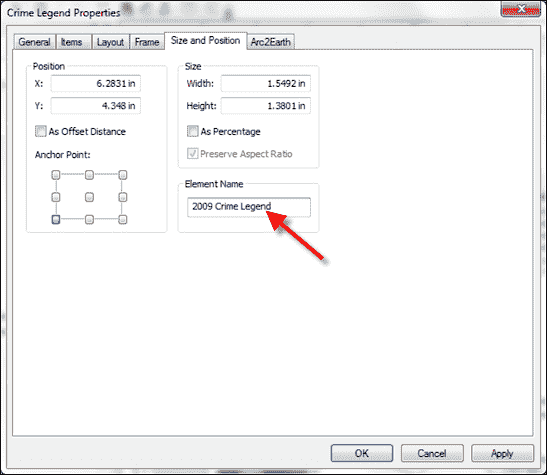 Crime Legend Properties
General Items Layout Frame Size and Position Arc2Earth
Position
X: 6.2831 in
Y: 4.348 in
As Offset Distance
Anchor Point:
Size
Width: 1.5492 in
Height: 1.3801 in
As Percentage
Preserve Aspect Ratio
Element Name
2009 Crime Legend
OK Cancel Apply